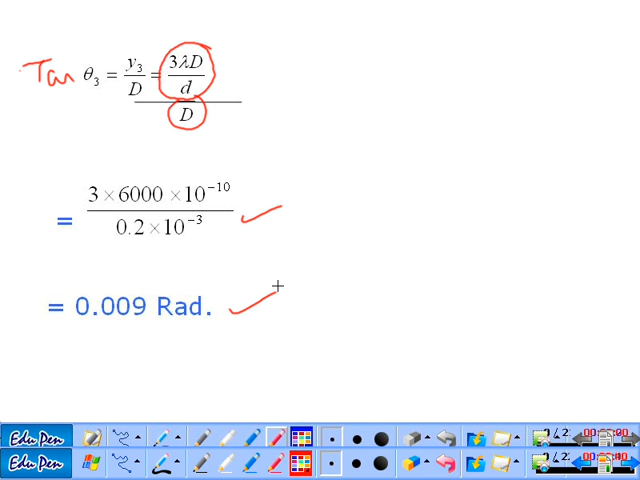 Tan θ₃ = y₃/D = (3λD/d)/D
= (3 × 6000 × 10⁻¹⁰)/(0.2 × 10⁻³)
= 0.009 Rad.
Edu Pen
Edu Pen